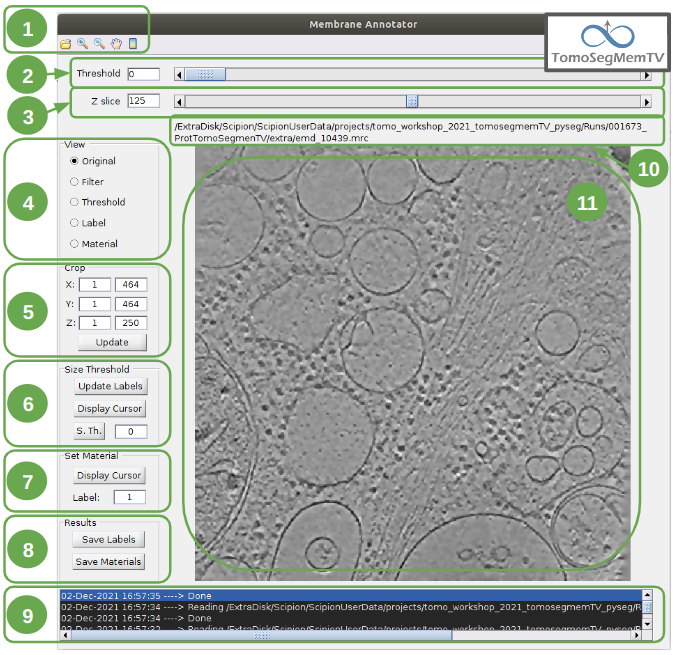 Membrane Annotator
TomoSegMemTV
1
2
Threshold 0
3
Z slice 125
/ExtraDisk/Scipion/ScipionUserData/projects/tomo_workshop_2021_tomosegmemTV_pyseg/Runs/001673_
ProtTomoSegmenTV/extra/emd_10439.mrc
10
11
4
View
Original
Filter
Threshold
Label
Material
5
Crop
X: 1 464
Y: 1 464
Z: 1 250
Update
6
Size Threshold
Update Labels
Display Cursor
S. Th. 0
7
Set Material
Display Cursor
Label: 1
8
Results
Save Labels
Save Materials
9
02-Dec-2021 16:57:35 ----> Done
02-Dec-2021 16:57:34 ----> Reading /ExtraDisk/Scipion/ScipionUserData/projects/tomo_workshop_2021_tomosegmemTV_pyseg/R
02-Dec-2021 16:57:34 ----> Done
02-Dec-2021 16:57:32 ----> Reading /ExtraDisk/Scipion/ScipionUserData/projects/tomo_workshop_2021_tomosegmemTV_pyseg/R